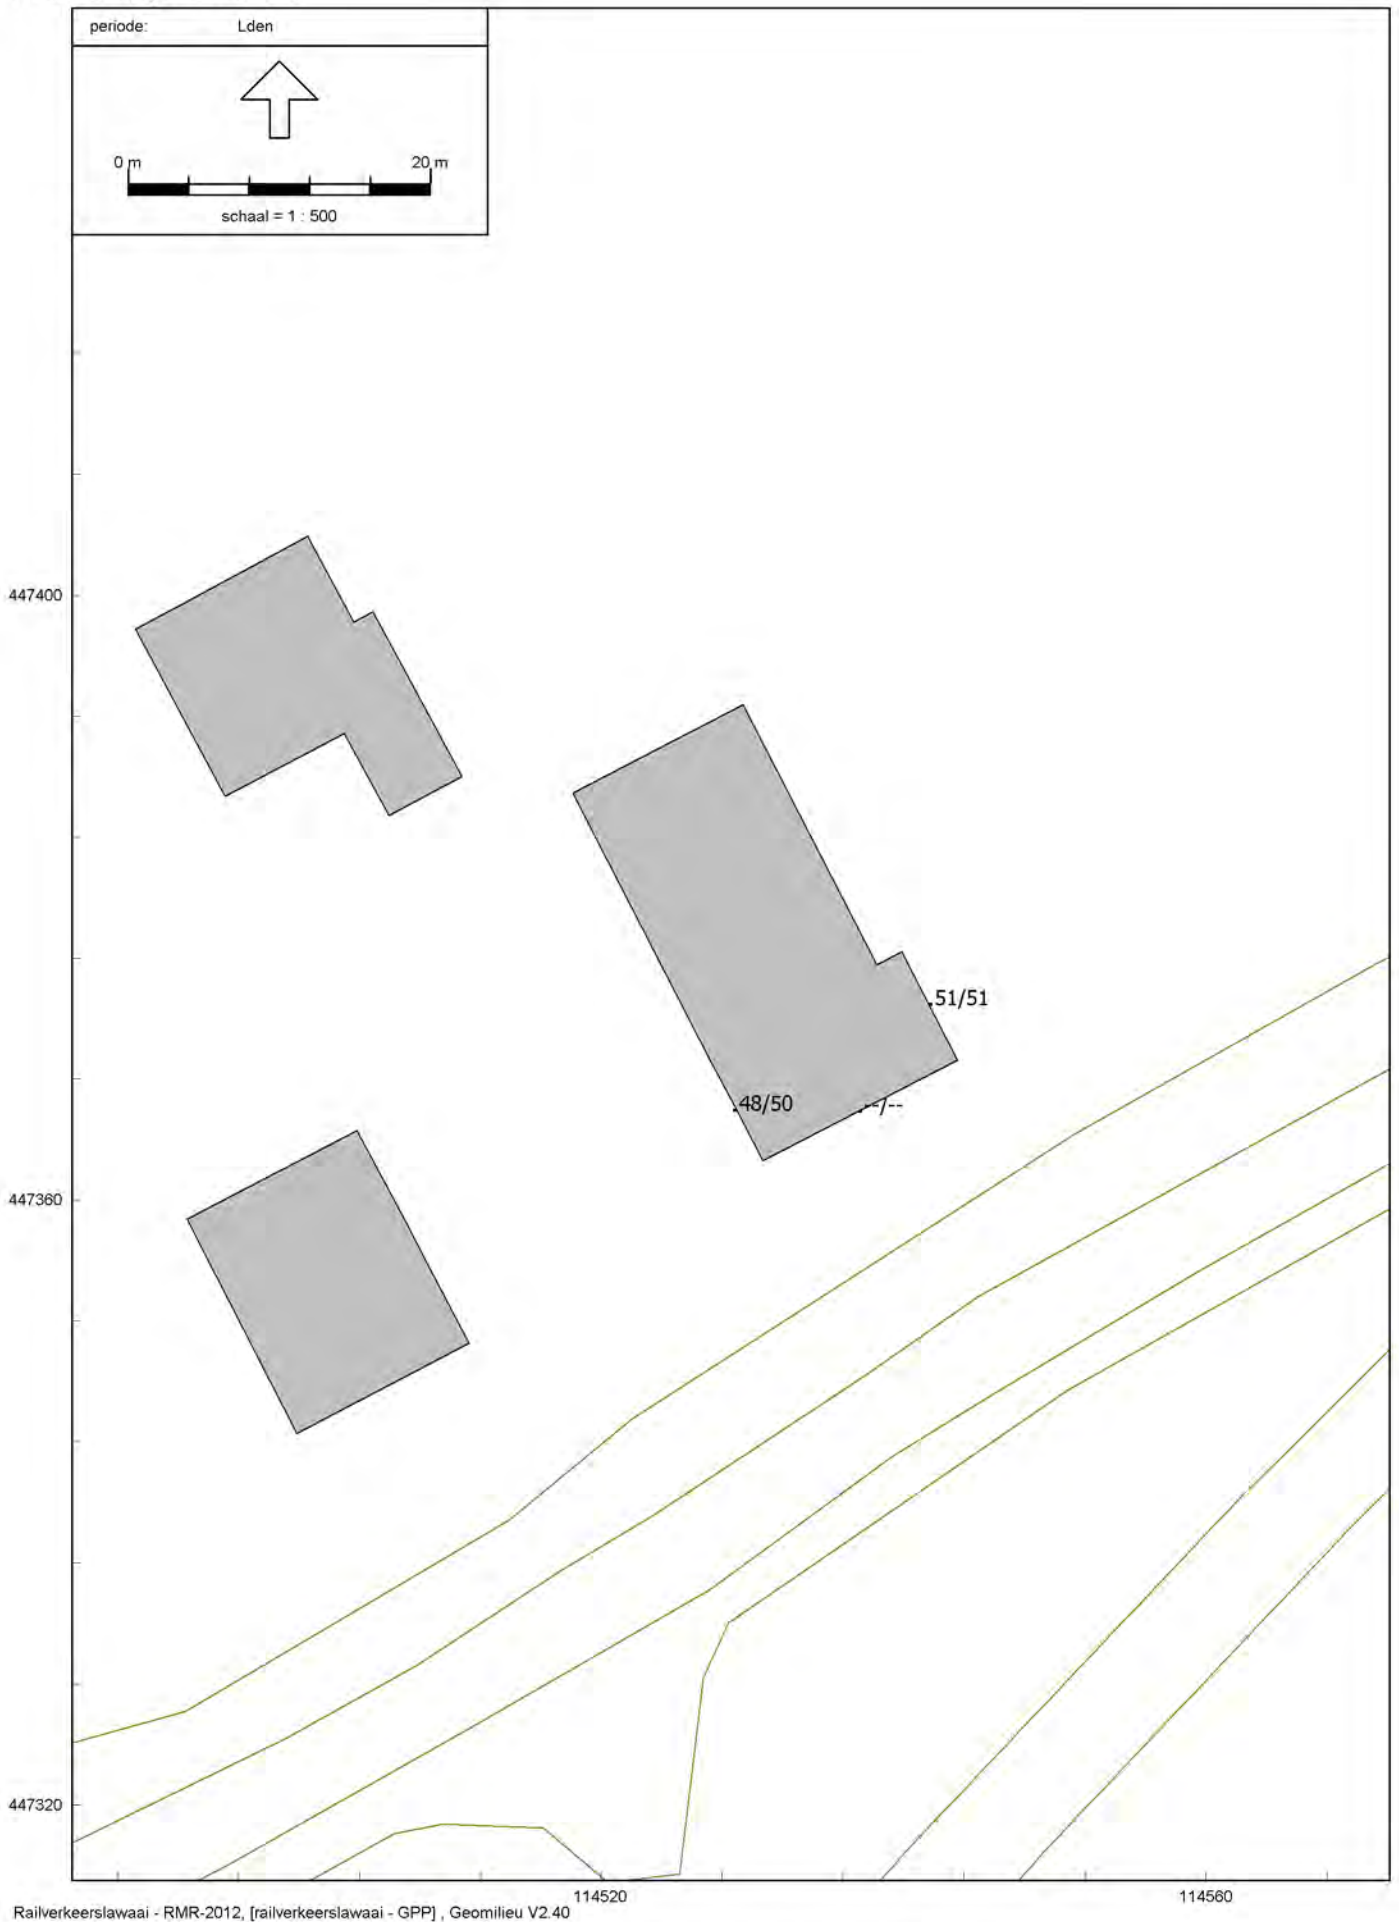 periode: Lden
0 m 20 m
schaal = 1 : 500
447400
51/51
48/50
--/--
447360
447320
114520 114560
Railverkeerslawaai - RMR-2012, [railverkeerslawaai - GPP] , Geomilieu V2.40